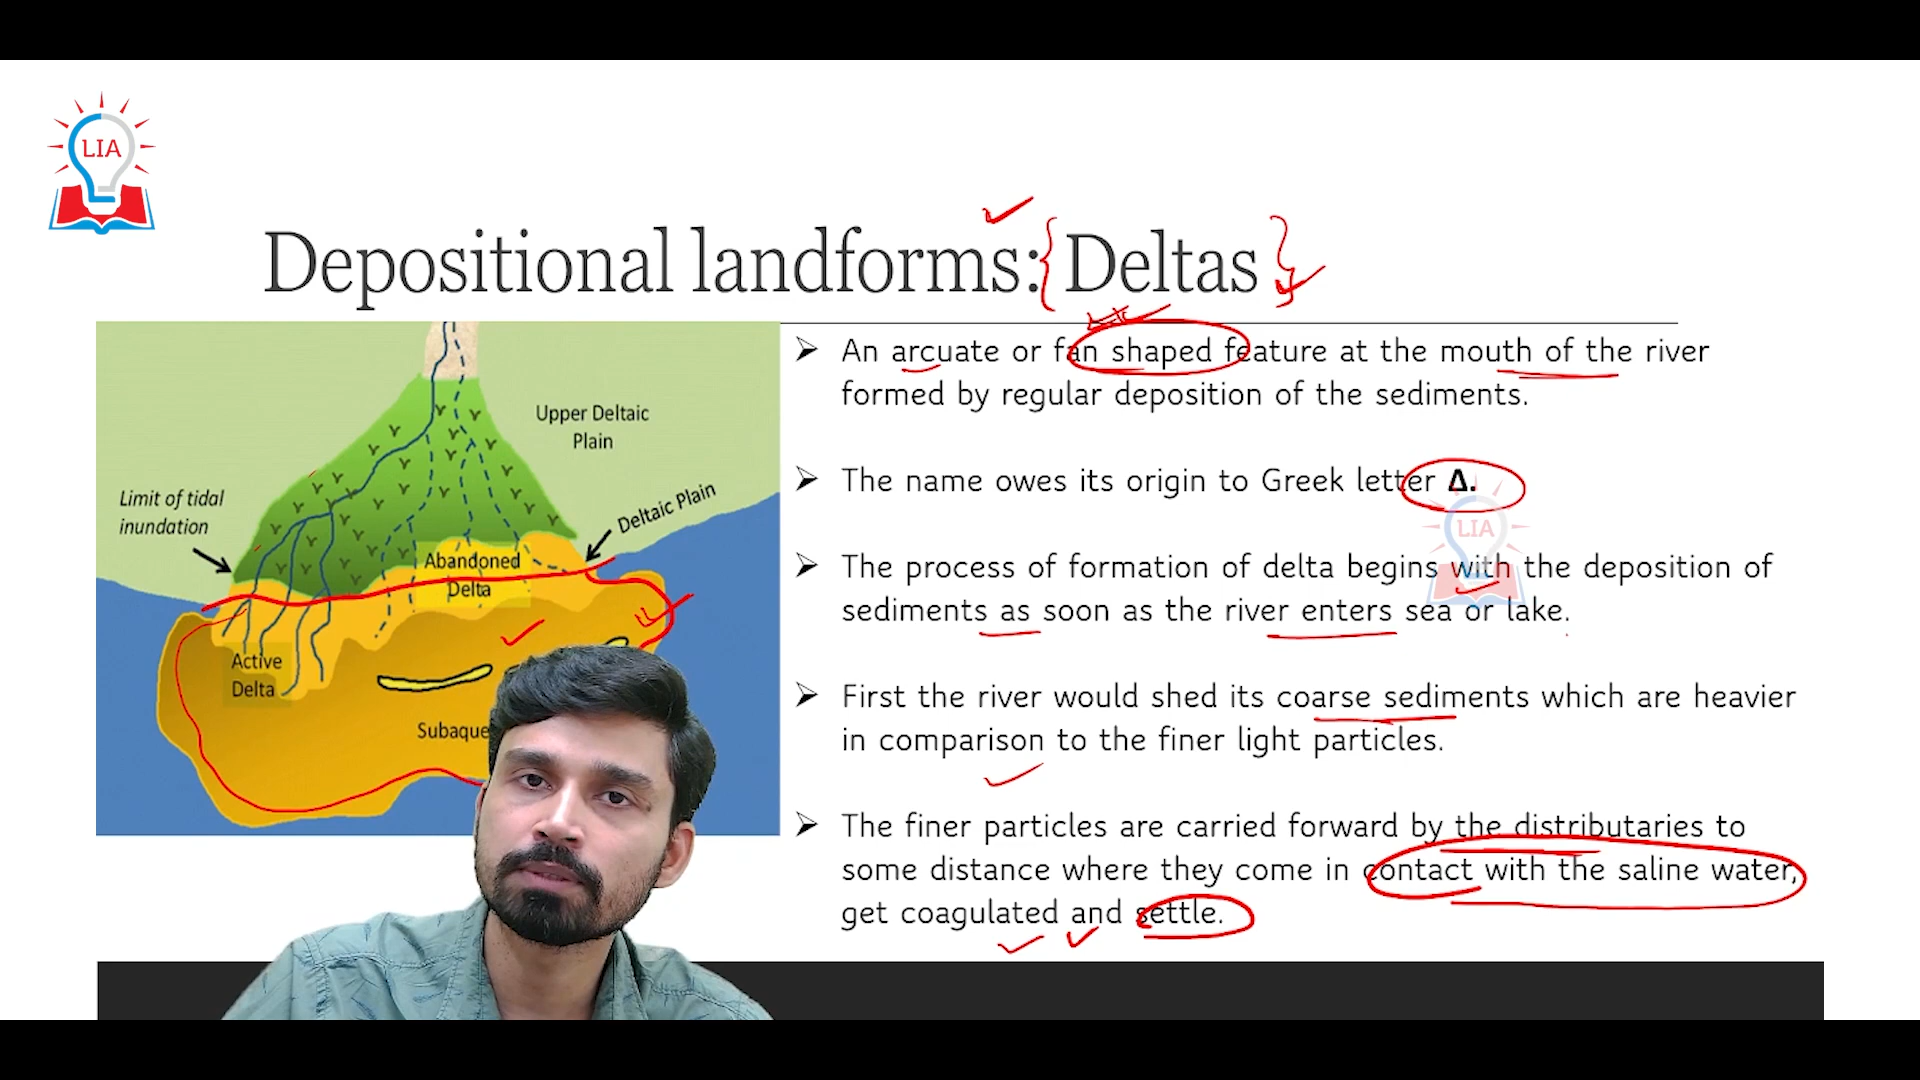 LIA
Depositional landforms: Deltas
An arcuate or fan shaped feature at the mouth of the river
formed by regular deposition of the sediments.
The name owes its origin to Greek letter Δ.
LIA
The process of formation of delta begins with the deposition of
sediments as soon as the river enters sea or lake.
First the river would shed its coarse sediments which are heavier
in comparison to the finer light particles.
The finer particles are carried forward by the distributaries to
some distance where they come in contact with the saline water,
get coagulated and settle.
Upper Deltaic
Plain
Limit of tidal
inundation
Deltaic Plain
Abandoned
Delta
Active
Delta
Subaque